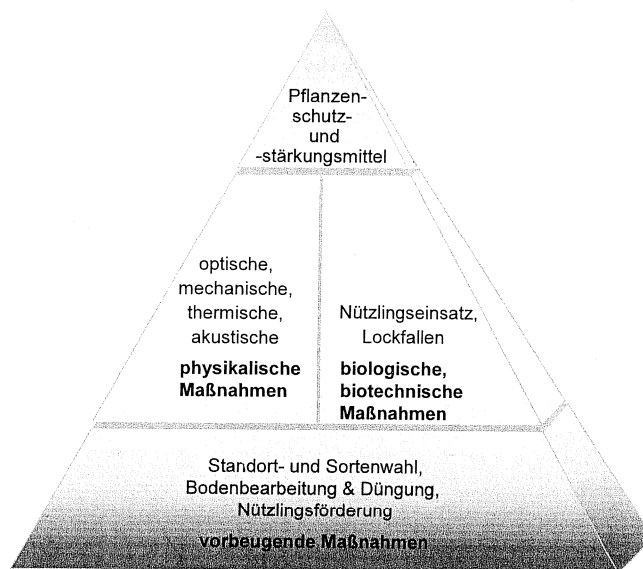 Pflanzen-
schutz-
und
-stärkungsmittel
optische,
mechanische,
thermische,
akustische
physikalische
Maßnahmen
Nützlingseinsatz,
Lockfallen
biologische,
biotechnische
Maßnahmen
Standort- und Sortenwahl,
Bodenbearbeitung & Düngung,
Nützlingsförderung
vorbeugende Maßnahmen